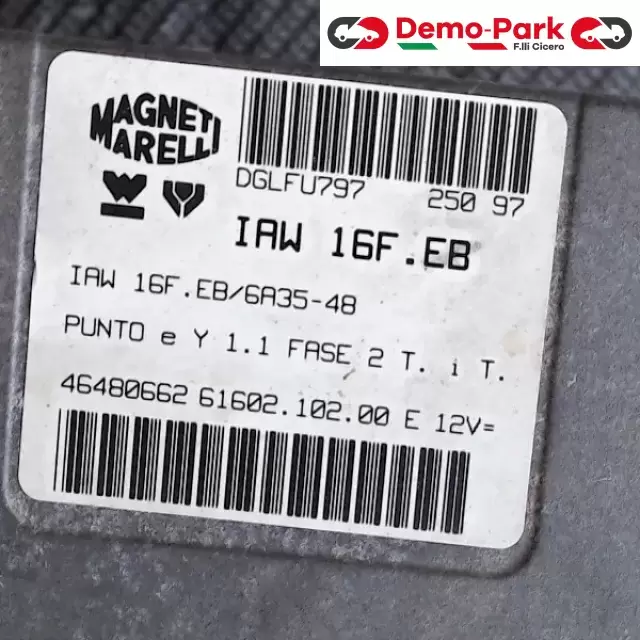 Demo-Park
F.lli Cicero
MAGNETI
MARELLI
DGLFU797 250 97
IAW 16F.EB
IAW 16F.EB/6A35-48
PUNTO e Y 1.1 FASE 2 T. i T.
46480662 61602.102.00 E 12V=